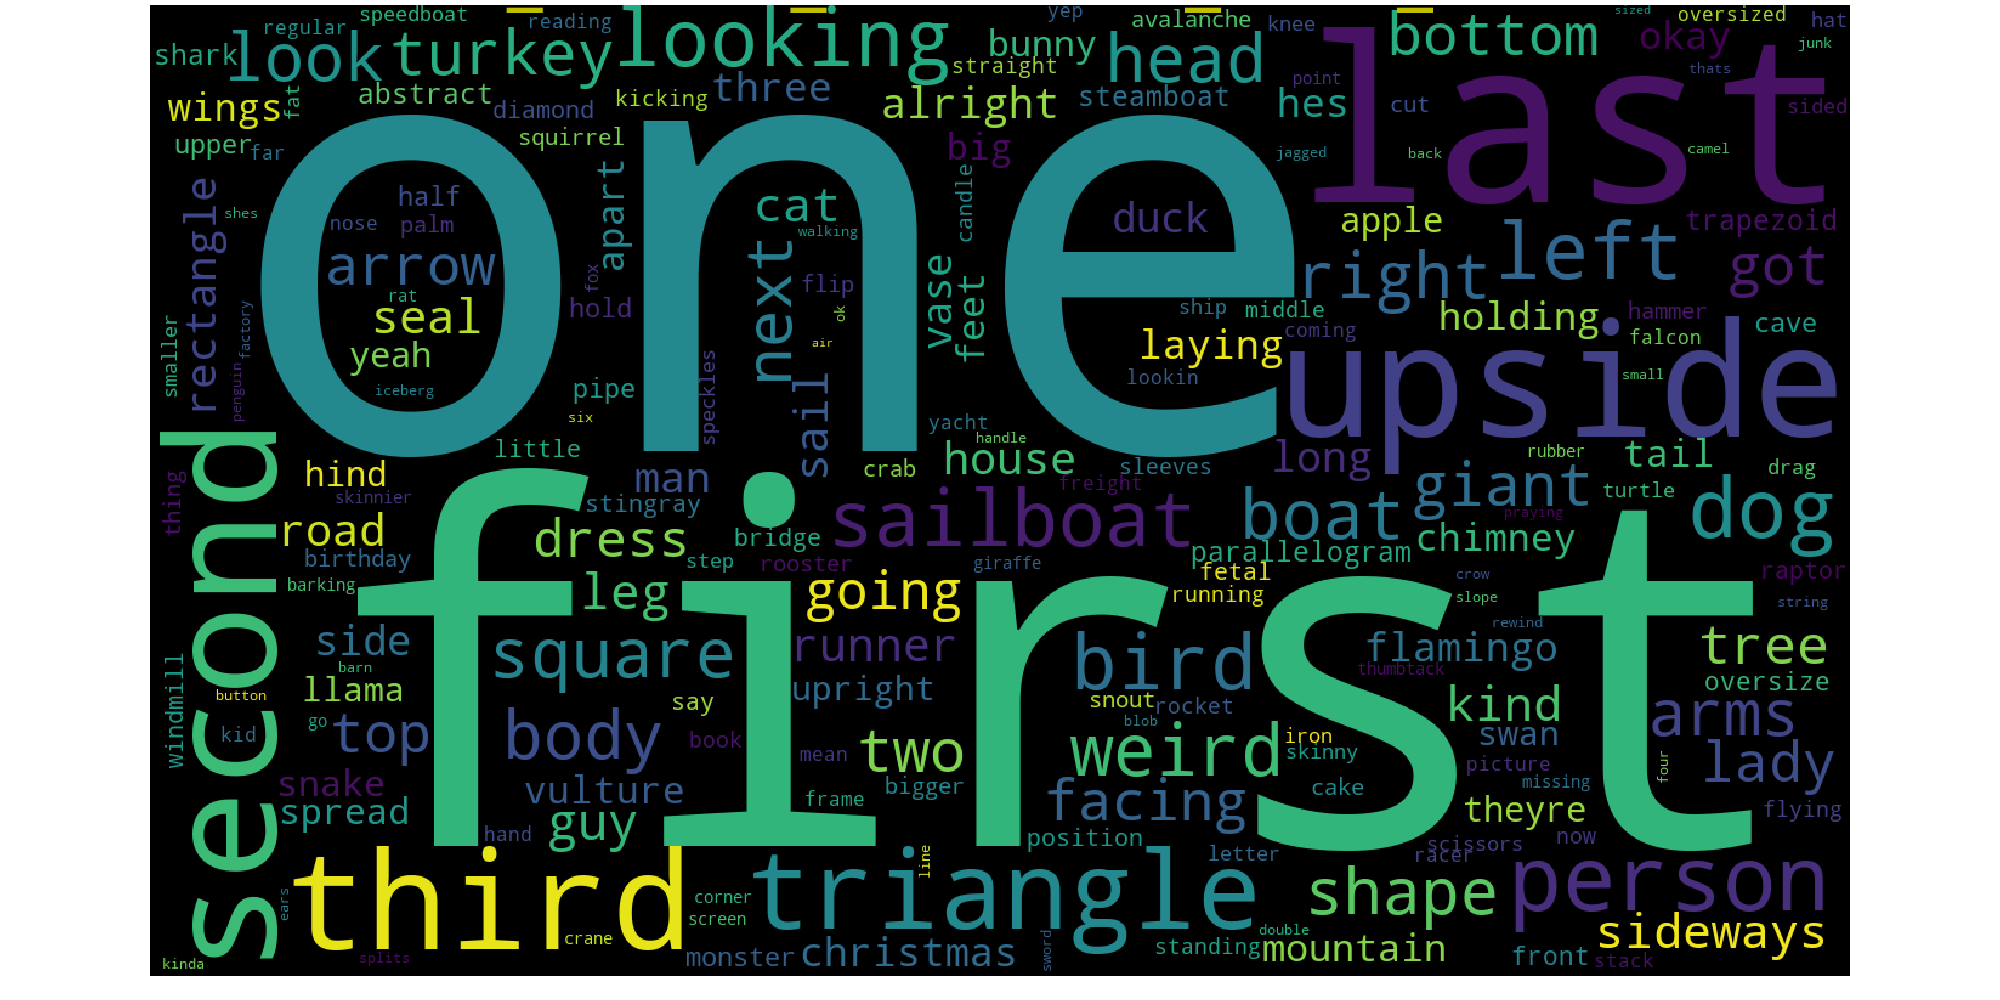 regular speedboat reading yep avalanche knee sized oversized hat
shark look turkey looking bunny head last bottom okay junk
straight point thats
wings fat abstract diamond kicking three alright steamboat hes cut sided
upper far squirrel big jagged back camel
one
rectangle shes half nose palm arrow apart cat walking next candle duck apple left trapezoid
rat seal yeah iceberg fox hold flip ok air vase feet ship middle right got
smaller penguin factory pipe six speckles sail laying lookin coming holding hammer falcon cave small
upside
second little yacht handle
thing hind skinnier man stingray crab house sleeves long rubber tail drag
road birthday barking dress bridge step rooster sailboat freight giraffe boat giant turtle praying dog
parallelogram chimney
first
leg going fetal running crow slope raptor string rewind
windmill side barn llama square runner upright bird flamingo thumbtack tree oversize
button kid go top body say book mean two snout rocket blob weird iron skinny kind swan arms lady
snake spread vulture guy hand frame bigger facing position cake picture missing four theyre flying
letter racer scissors now
ears third crane corner screen line triangle shape person
kinda splits monster christmas sword standing double mountain front stack sideways